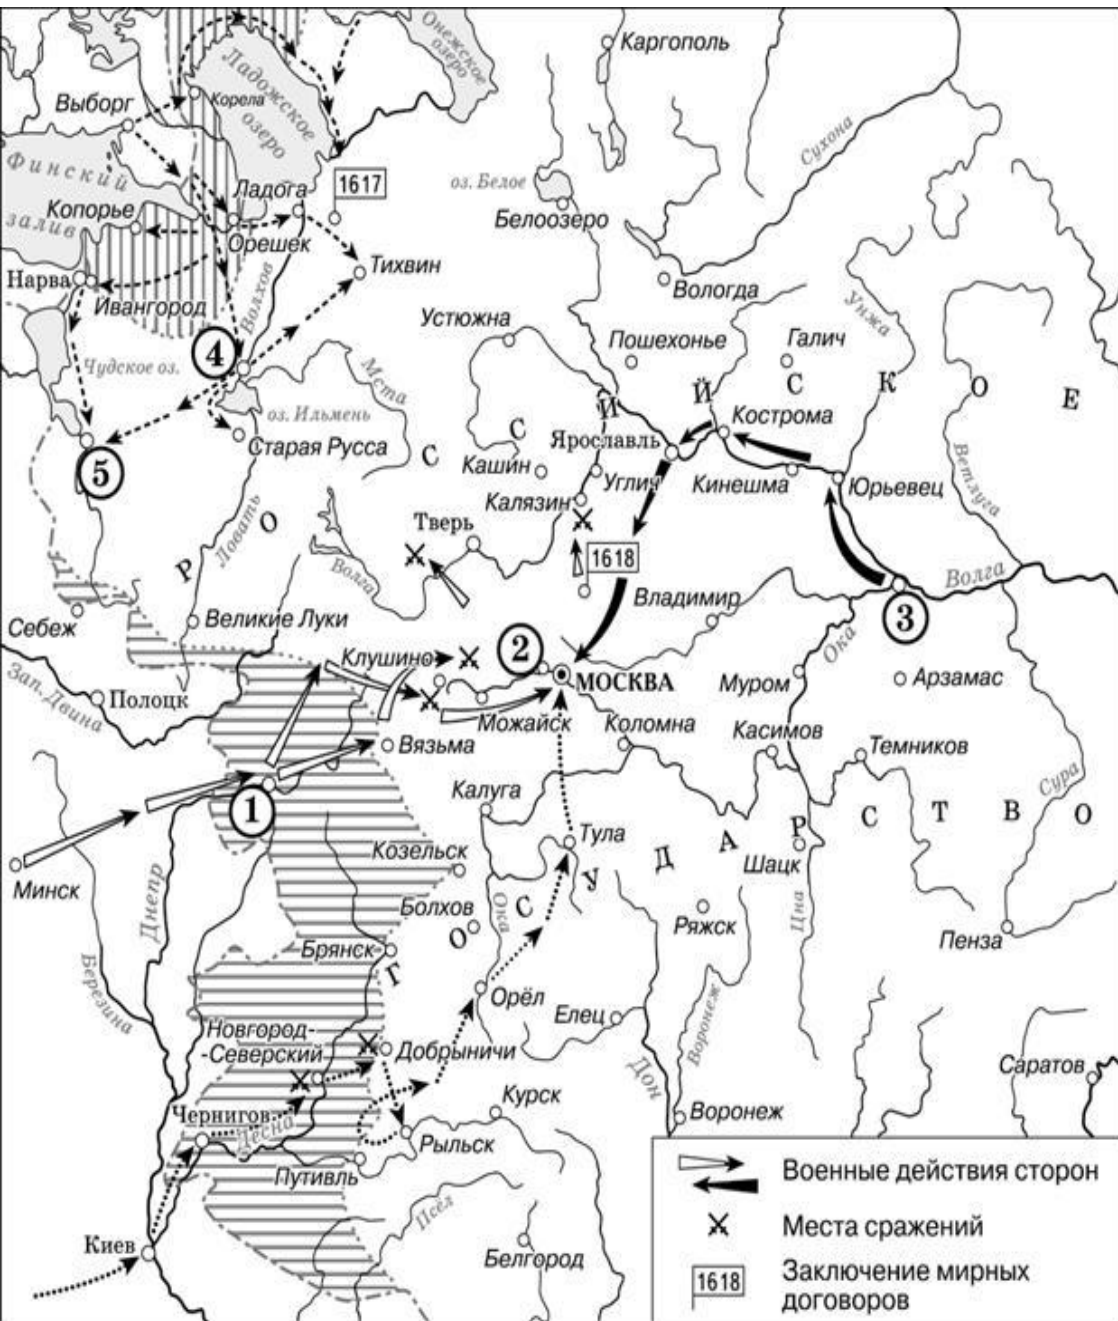 Каргополь
Онежское
озеро
Ладожское
озеро
Корела
Выборг
Сухона
Финский
залив
1617
оз. Белое
Белоозеро
Ладога
Копорье
Орешек
Тихвин
Нарва
Ивангород
Волхов
Вологда
Унжа
Устюжна
Пошехонье
Галич
4
Чудское оз.
Мста
оз. Ильмень
Старая Русса
5
Р О С С И Й С К О Е
Кострома
Ярославль
Кашин
Углич
Кинешма
Юрьевец
Ветлуга
Калязин
Ловать
Тверь
Волга
1618
Волга
Владимир
3
Себеж
Великие Луки
Клушино
2
МОСКВА
Ока
Муром
Арзамас
Зап. Двина
Полоцк
Можайск
Коломна
Касимов
Темников
Вязьма
Сура
1
Калуга
Г О С У Д А Р С Т В О
Минск
Днепр
Козельск
Тула
Шацк
Цна
Болхов
Ока
Ряжск
Пенза
Брянск
Березина
Орёл
Елец
Воронеж
Новгород-
-Северский
Добрыничи
Дон
Саратов
Чернигов
Десна
Курск
Рыльск
Воронеж
Путивль
Псёл
Киев
Белгород
Военные действия сторон
Места сражений
1618
Заключение мирных
договоров